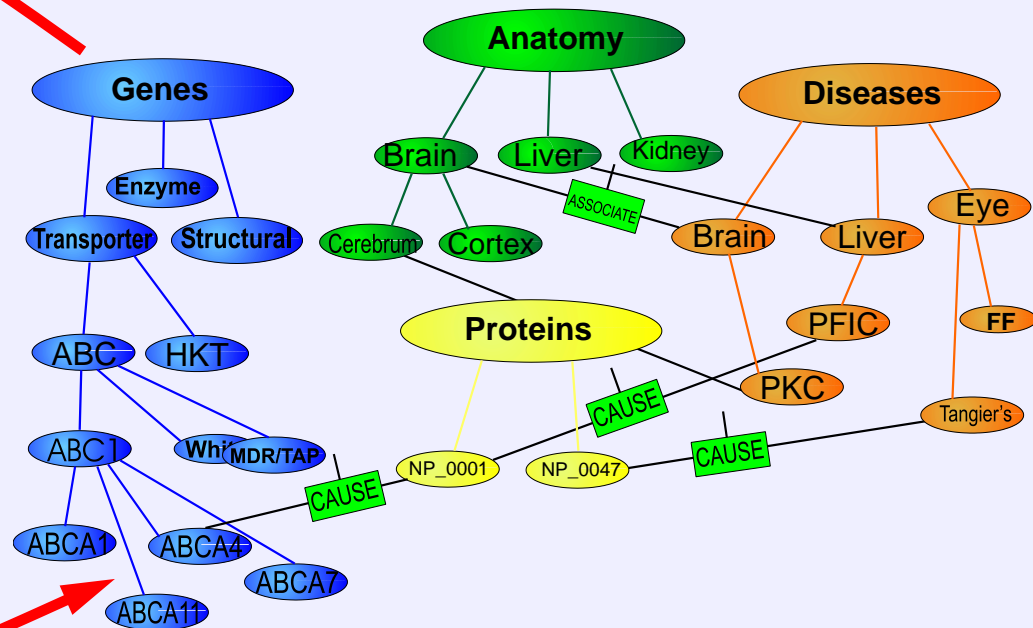 Anatomy
Genes
Diseases
Brain
Liver
Kidney
Enzyme
ASSOCIATE
Eye
Transporter
Structural
Cerebrum
Cortex
Brain
Liver
Proteins
PFIC
FF
ABC
HKT
CAUSE
PKC
Tangier's
ABC1
Whit
MDR/TAP
NP_0001
NP_0047
CAUSE
CAUSE
ABCA1
ABCA4
ABCA7
ABCA11